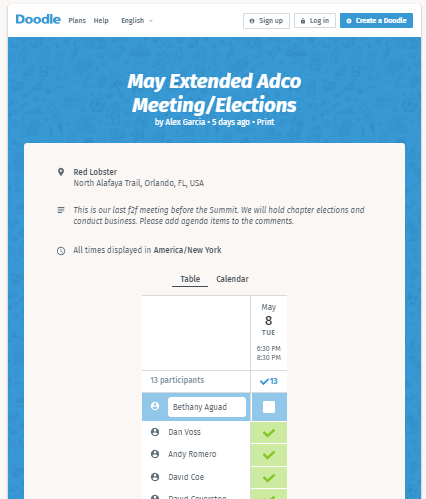 Doodle Plans Help English Sign up Log in Create a Doodle
May Extended Adco
Meeting/Elections
by Alex Garcia • 5 days ago • Print
Red Lobster
North Alafaya Trail, Orlando, FL, USA
This is our last f2f meeting before the Summit. We will hold chapter elections and
conduct business. Please add agenda items to the comments.
All times displayed in America/New York
Table Calendar
May
8
TUE
6:30 PM
8:30 PM
13 participants 13
Bethany Aguad
Dan Voss
Andy Romero
David Coe
David Coverston